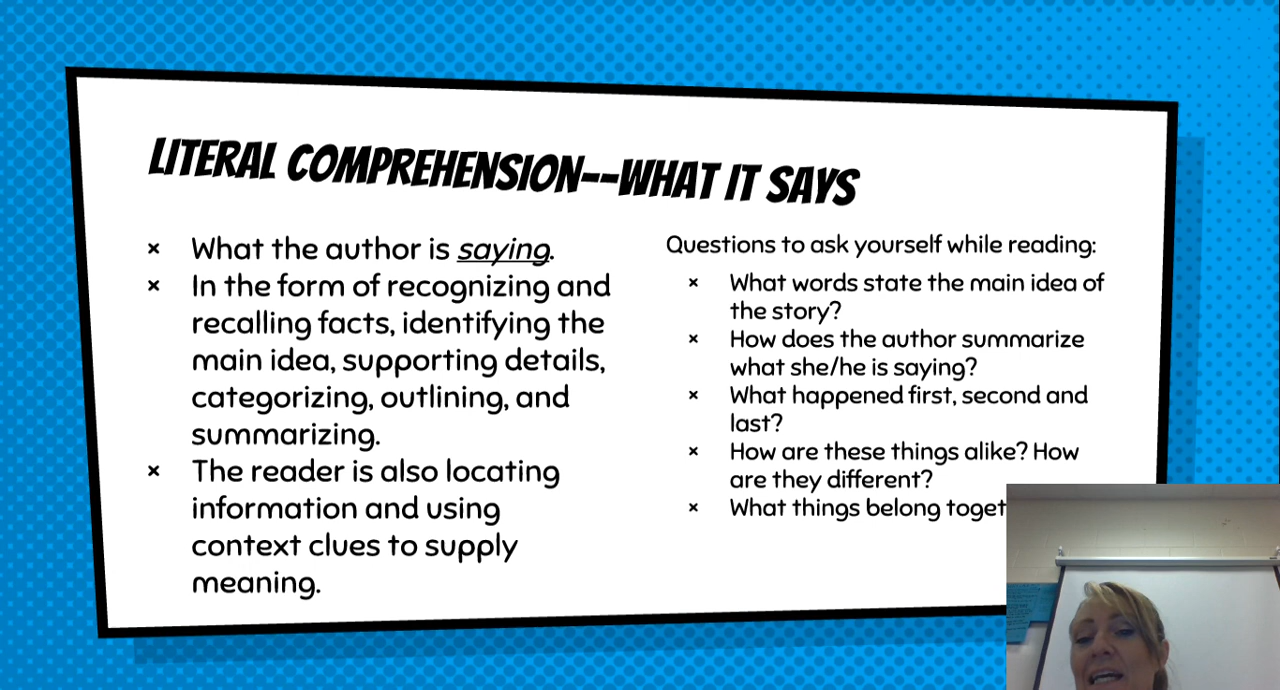 LITERAL COMPREHENSION--WHAT IT SAYS
× What the author is saying.
× In the form of recognizing and
recalling facts, identifying the
main idea, supporting details,
categorizing, outlining, and
summarizing.
× The reader is also locating
information and using
context clues to supply
meaning.
Questions to ask yourself while reading:
× What words state the main idea of
the story?
× How does the author summarize
what she/he is saying?
× What happened first, second and
last?
× How are these things alike? How
are they different?
× What things belong toget